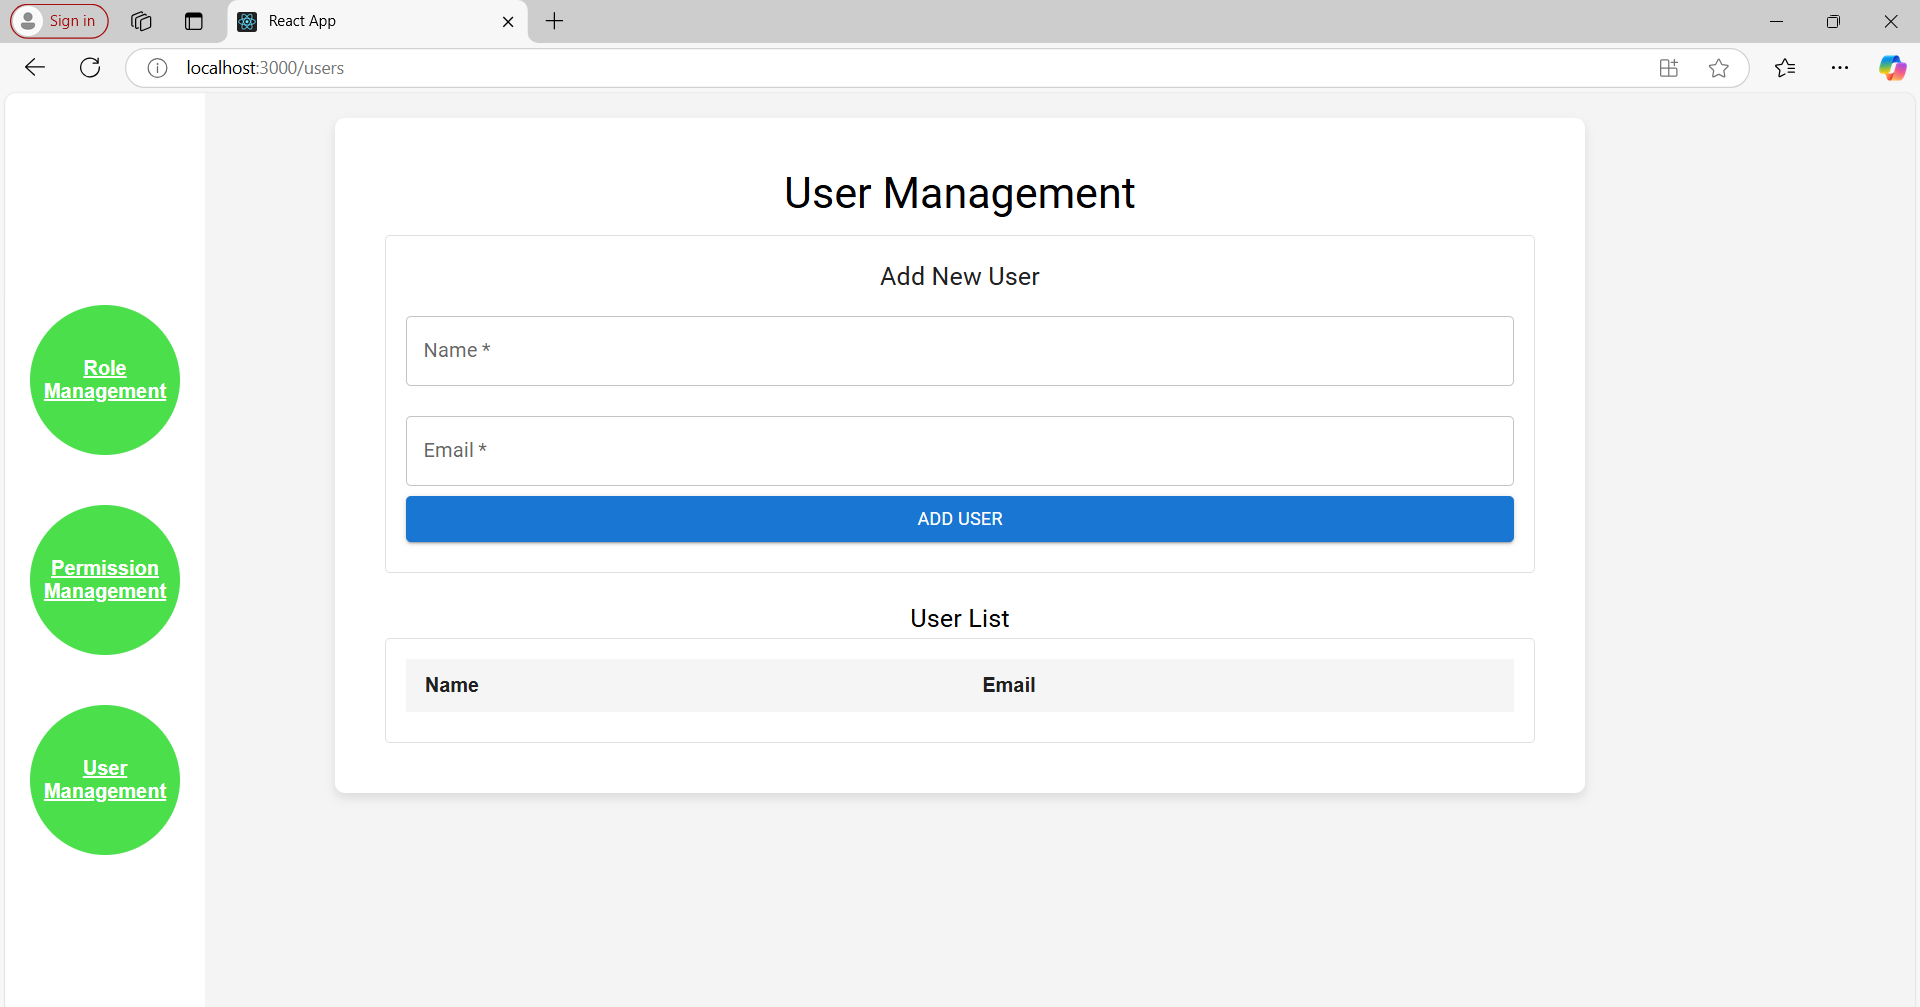 Sign in
React App
localhost:3000/users
Role
Management
Permission
Management
User
Management
User Management
Add New User
Name *
Email *
ADD USER
User List
Name Email